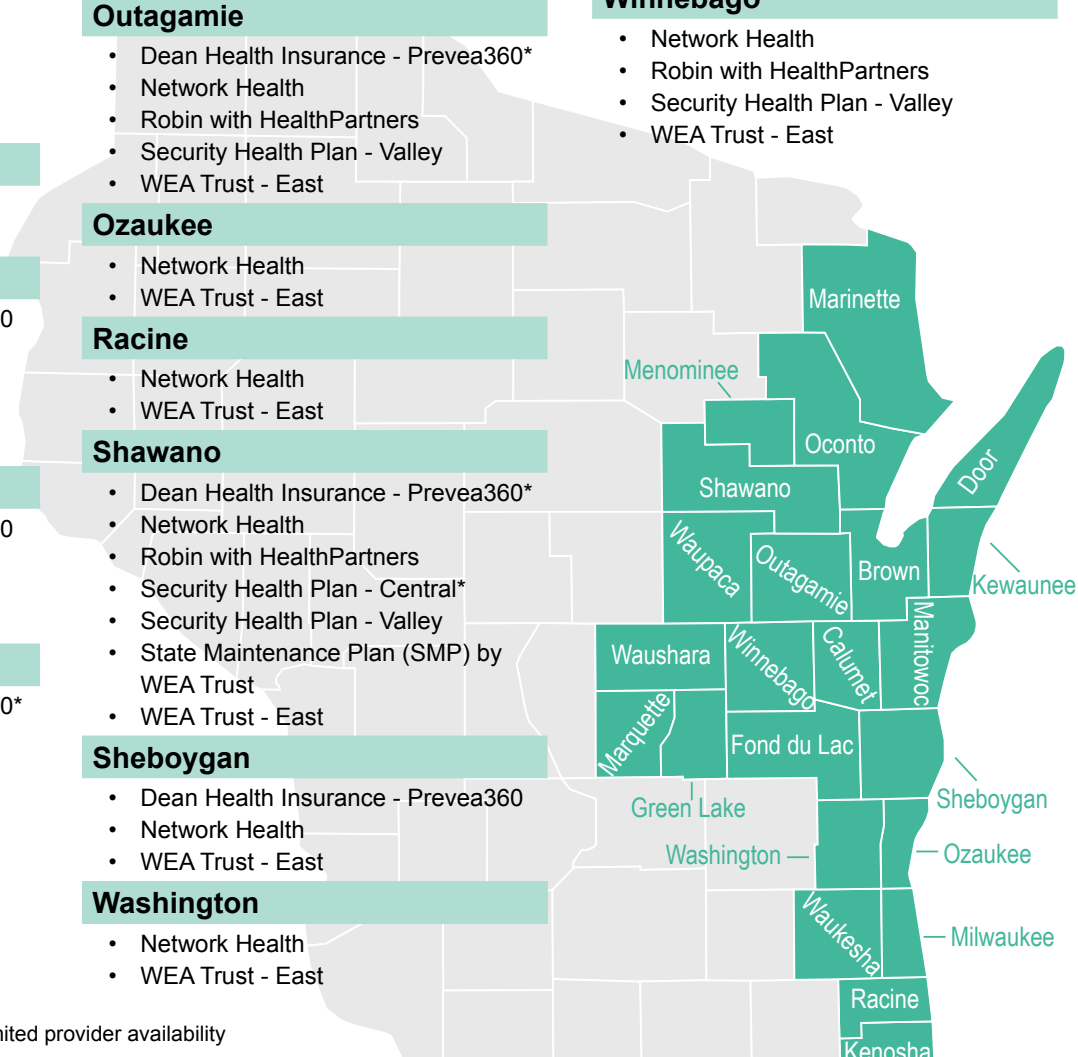 Outagamie
• Dean Health Insurance - Prevea360*
• Network Health
• Robin with HealthPartners
• Security Health Plan - Valley
• WEA Trust - East
Ozaukee
• Network Health
• WEA Trust - East
Racine
• Network Health
• WEA Trust - East
Shawano
• Dean Health Insurance - Prevea360*
• Network Health
• Robin with HealthPartners
• Security Health Plan - Central*
• Security Health Plan - Valley
• State Maintenance Plan (SMP) by
WEA Trust
• WEA Trust - East
Sheboygan
• Dean Health Insurance - Prevea360
• Network Health
• WEA Trust - East
Washington
• Network Health
• WEA Trust - East
Winnebago
• Network Health
• Robin with HealthPartners
• Security Health Plan - Valley
• WEA Trust - East
0
0
0*
provider availability
Marinette
Menominee
Oconto
Door
Shawano
Waupaca
Outagamie
Brown
Kewaunee
Waushara
Winnebago
Calumet
Manitowoc
Marquette
Fond du Lac
Green Lake
Sheboygan
Washington
Ozaukee
Waukesha
Milwaukee
Racine
Kenosha